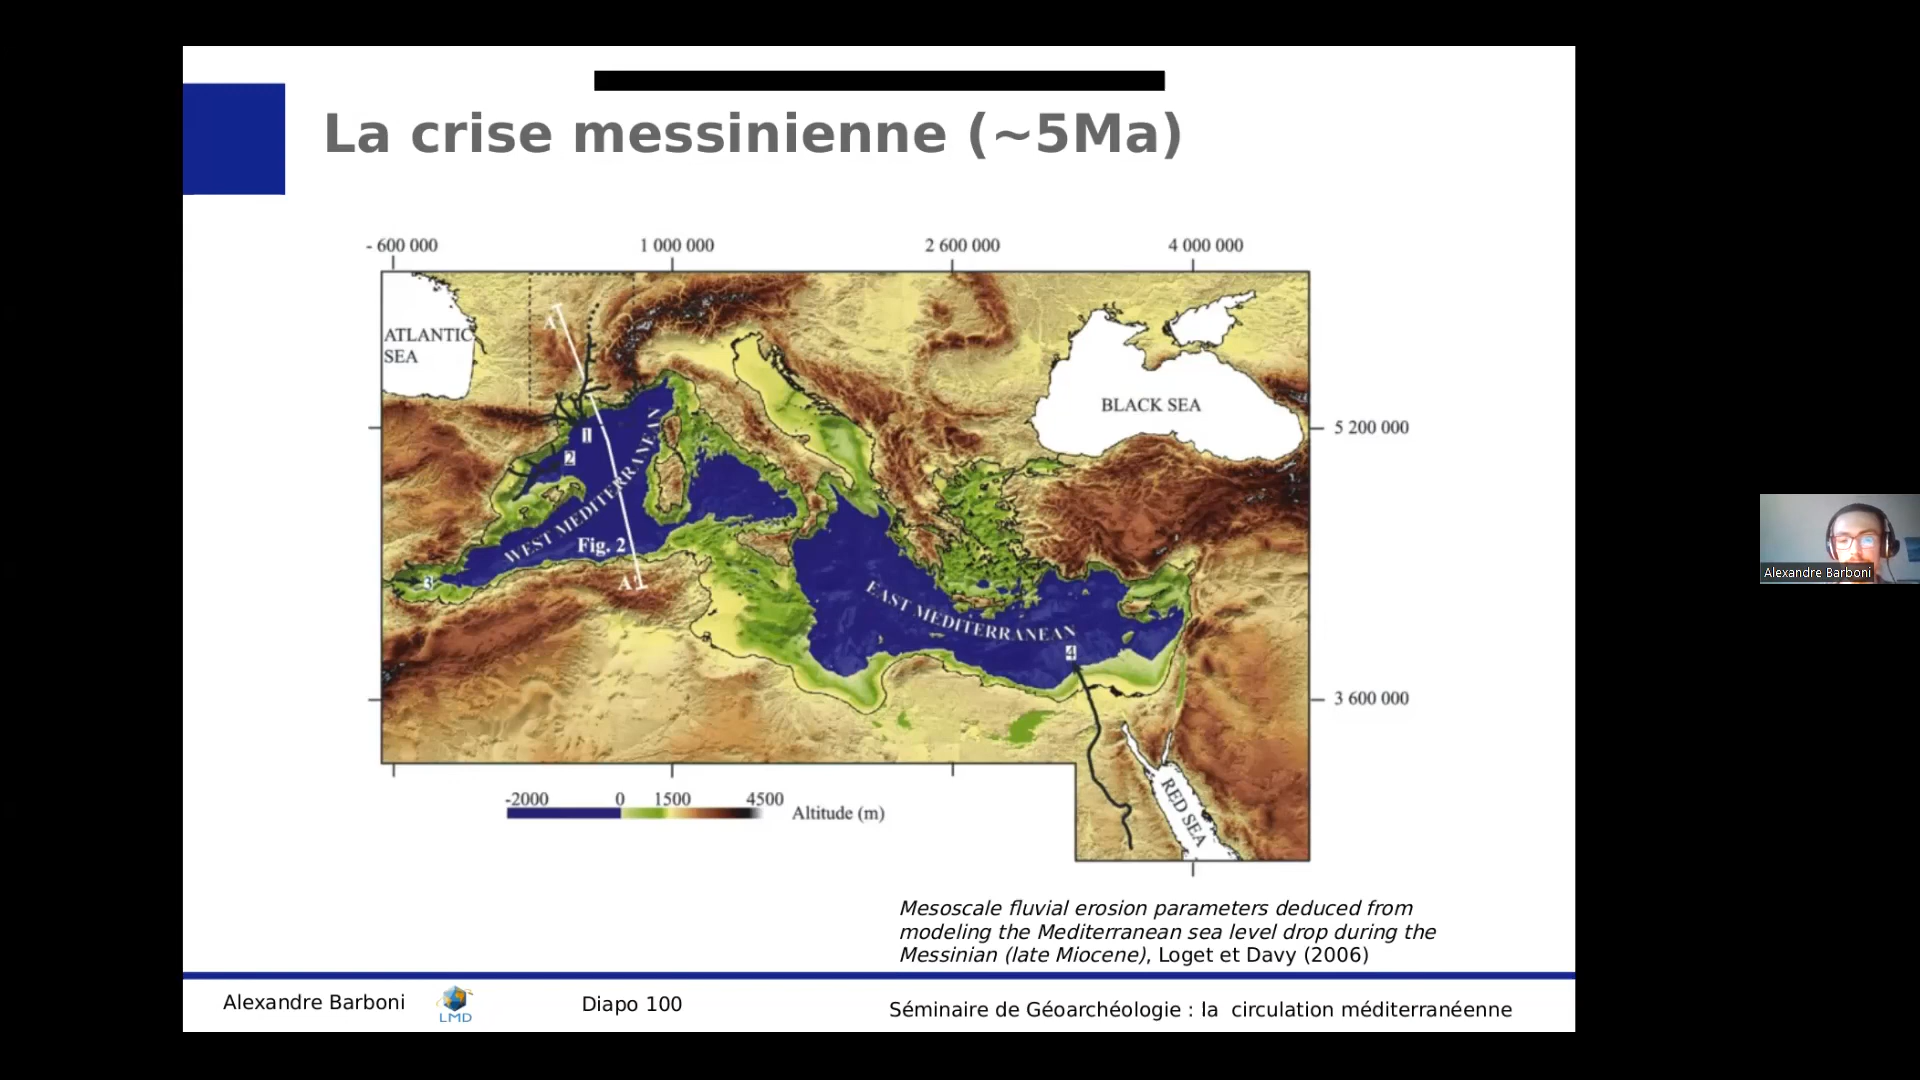 La crise messinienne (~5Ma)
- 600 000
1 000 000
2 600 000
4 000 000
ATLANTIC
SEA
A
BLACK SEA
5 200 000
1
2
WEST MEDITERRANEAN
Fig. 2
3
A'
EAST MEDITERRANEAN
4
3 600 000
RED SEA
-2000
0
1500
4500
Altitude (m)
Alexandre Barboni
Mesoscale fluvial erosion parameters deduced from
modeling the Mediterranean sea level drop during the
Messinian (late Miocene), Loget et Davy (2006)
Alexandre Barboni
LMD
Diapo 100
Séminaire de Géoarchéologie : la circulation méditerranéenne